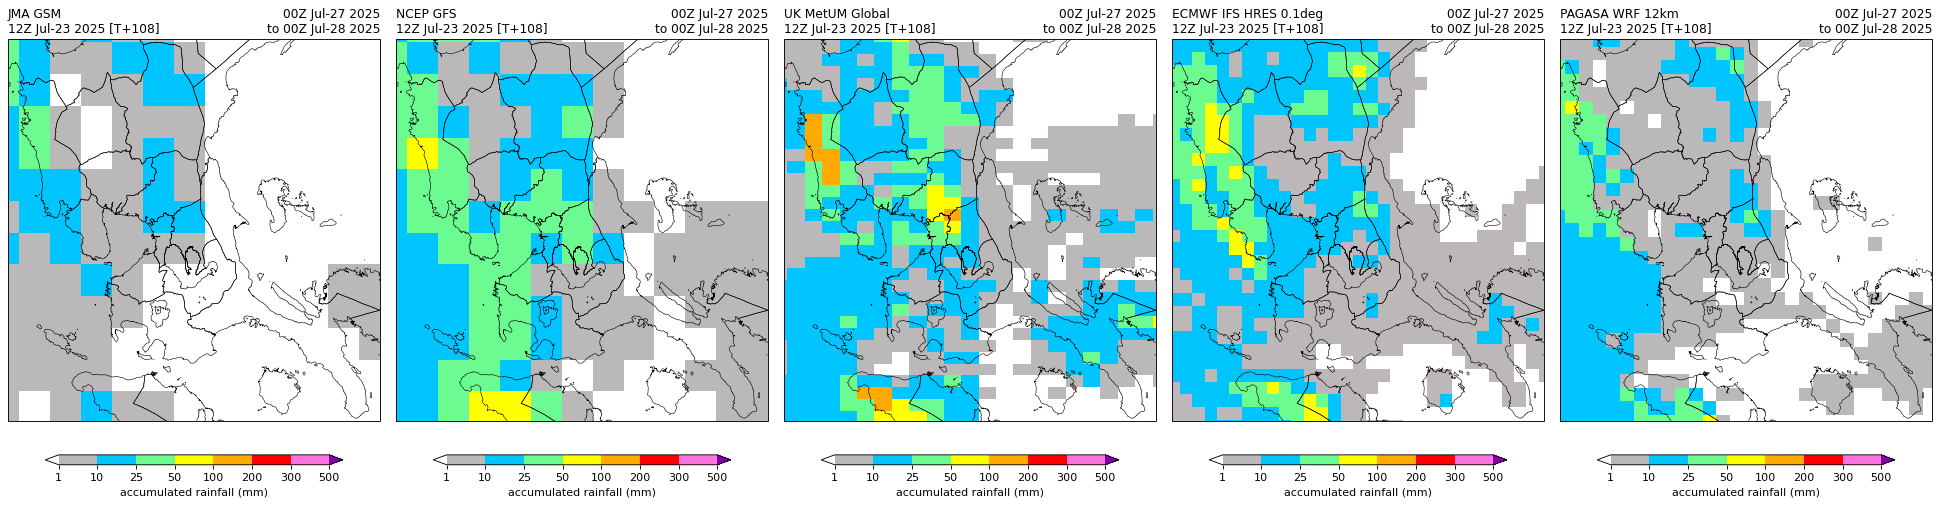 JMA GSM 00Z Jul-27 2025
12Z Jul-23 2025 [T+108] to 00Z Jul-28 2025
NCEP GFS 00Z Jul-27 2025
12Z Jul-23 2025 [T+108] to 00Z Jul-28 2025
UK MetUM Global 00Z Jul-27 2025
12Z Jul-23 2025 [T+108] to 00Z Jul-28 2025
ECMWF IFS HRES 0.1deg 00Z Jul-27 2025
12Z Jul-23 2025 [T+108] to 00Z Jul-28 2025
PAGASA WRF 12km 00Z Jul-27 2025
12Z Jul-23 2025 [T+108] to 00Z Jul-28 2025
1 10 25 50 100 200 300 500
accumulated rainfall (mm)
1 10 25 50 100 200 300 500
accumulated rainfall (mm)
1 10 25 50 100 200 300 500
accumulated rainfall (mm)
1 10 25 50 100 200 300 500
accumulated rainfall (mm)
1 10 25 50 100 200 300 500
accumulated rainfall (mm)